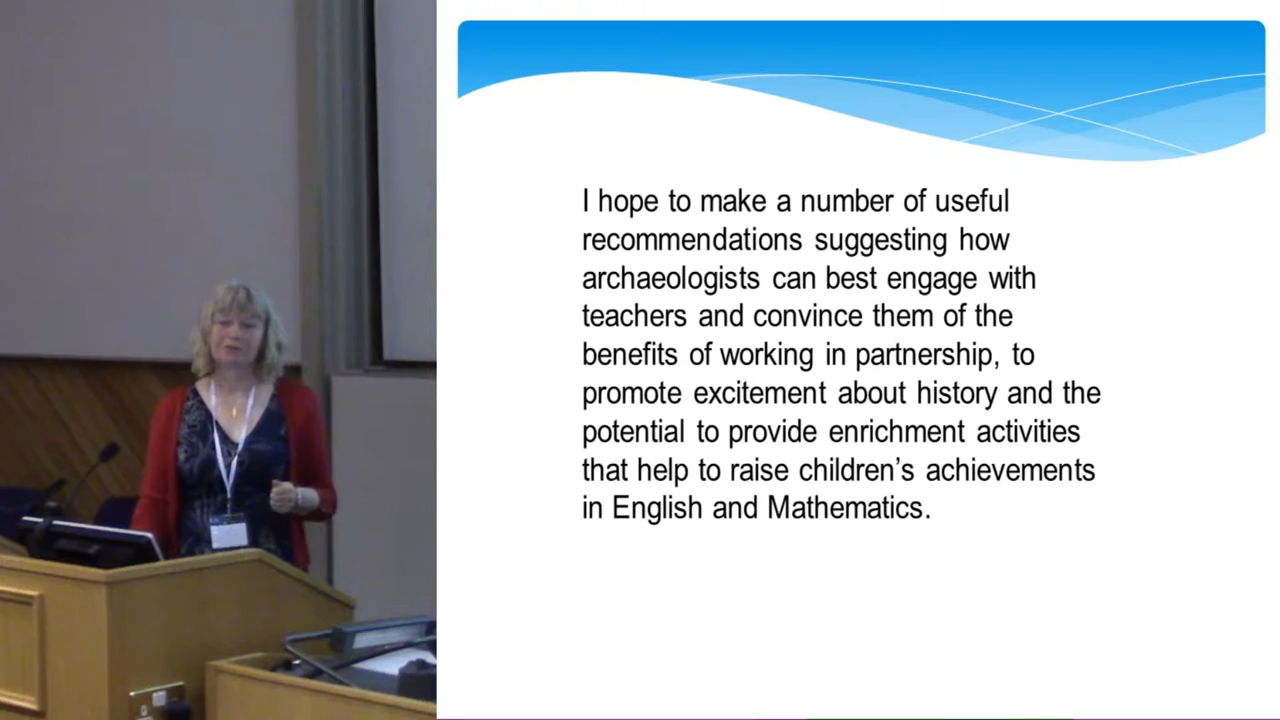 I hope to make a number of useful
recommendations suggesting how
archaeologists can best engage with
teachers and convince them of the
benefits of working in partnership, to
promote excitement about history and the
potential to provide enrichment activities
that help to raise children’s achievements
in English and Mathematics.